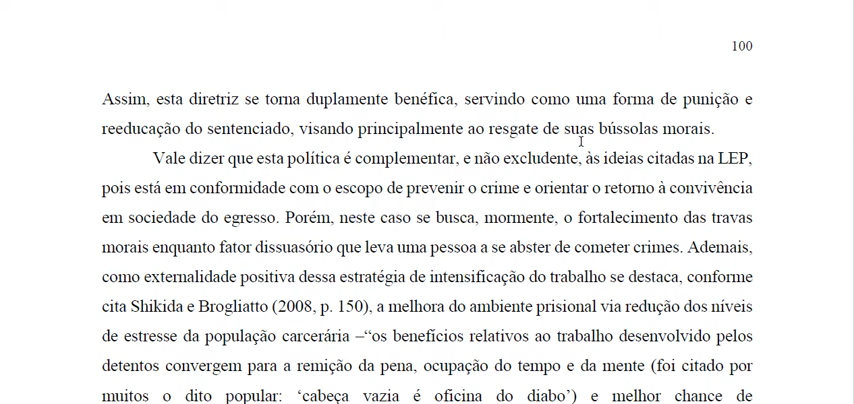 100
Assim, esta diretriz se torna duplamente benéfica, servindo como uma forma de punição e
reeducação do sentenciado, visando principalmente ao resgate de suas bússolas morais.
Vale dizer que esta política é complementar, e não excludente, às ideias citadas na LEP,
pois está em conformidade com o escopo de prevenir o crime e orientar o retorno à convivência
em sociedade do egresso. Porém, neste caso se busca, mormente, o fortalecimento das travas
morais enquanto fator dissuasório que leva uma pessoa a se abster de cometer crimes. Ademais,
como externalidade positiva dessa estratégia de intensificação do trabalho se destaca, conforme
cita Shikida e Brogliatto (2008, p. 150), a melhora do ambiente prisional via redução dos níveis
de estresse da população carcerária –“os benefícios relativos ao trabalho desenvolvido pelos
detentos convergem para a remição da pena, ocupação do tempo e da mente (foi citado por
muitos o dito popular: ‘cabeça vazia é oficina do diabo’) e melhor chance de